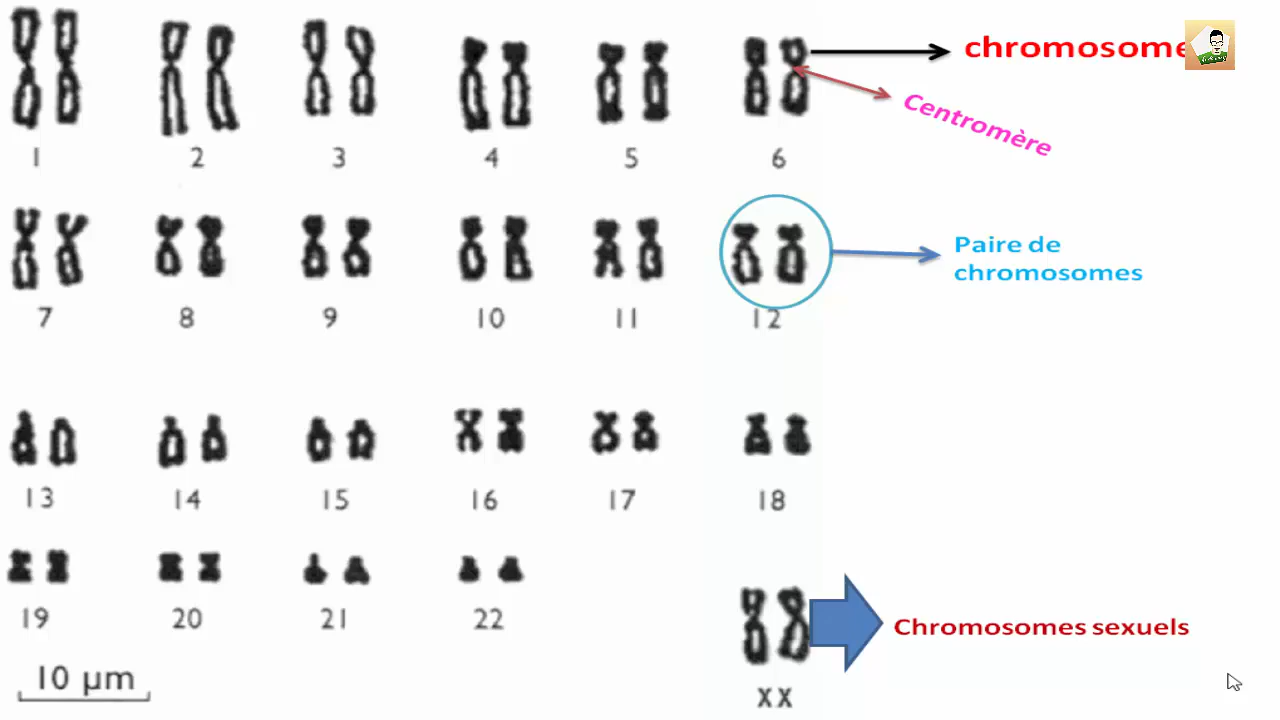 chromosome
Centromère
1 2 3 4 5 6
Paire de
chromosomes
7 8 9 10 11 12
13 14 15 16 17 18
19 20 21 22
Chromosomes sexuels
10 µm
X X